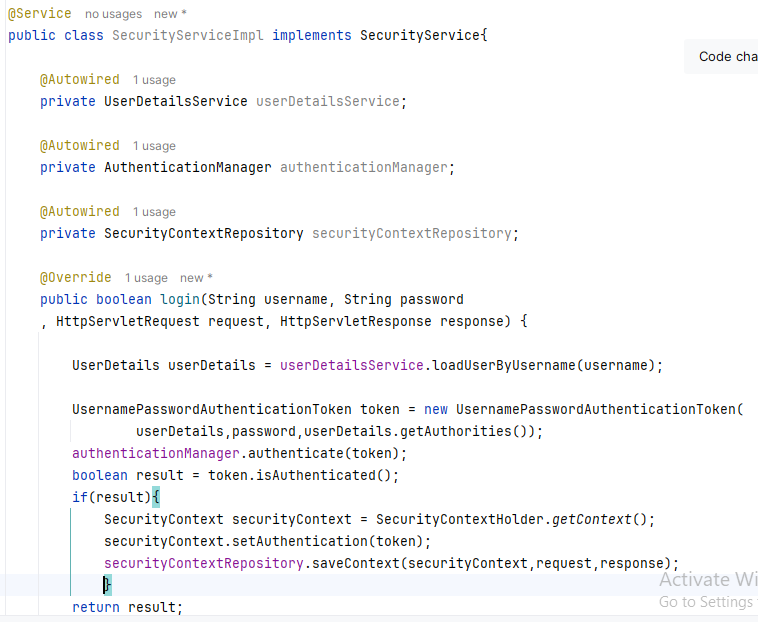 @Service no usages new *
public class SecurityServiceImpl implements SecurityService{
Code cha
@Autowired 1 usage
private UserDetailsService userDetailsService;
@Autowired 1 usage
private AuthenticationManager authenticationManager;
@Autowired 1 usage
private SecurityContextRepository securityContextRepository;
@Override 1 usage new *
public boolean login(String username, String password
, HttpServletRequest request, HttpServletResponse response) {
UserDetails userDetails = userDetailsService.loadUserByUsername(username);
UsernamePasswordAuthenticationToken token = new UsernamePasswordAuthenticationToken(
userDetails,password,userDetails.getAuthorities());
authenticationManager.authenticate(token);
boolean result = token.isAuthenticated();
if(result){
SecurityContext securityContext = SecurityContextHolder.getContext();
securityContext.setAuthentication(token);
securityContextRepository.saveContext(securityContext,request,response);
}
return result;
Activate Wi
Go to Settings